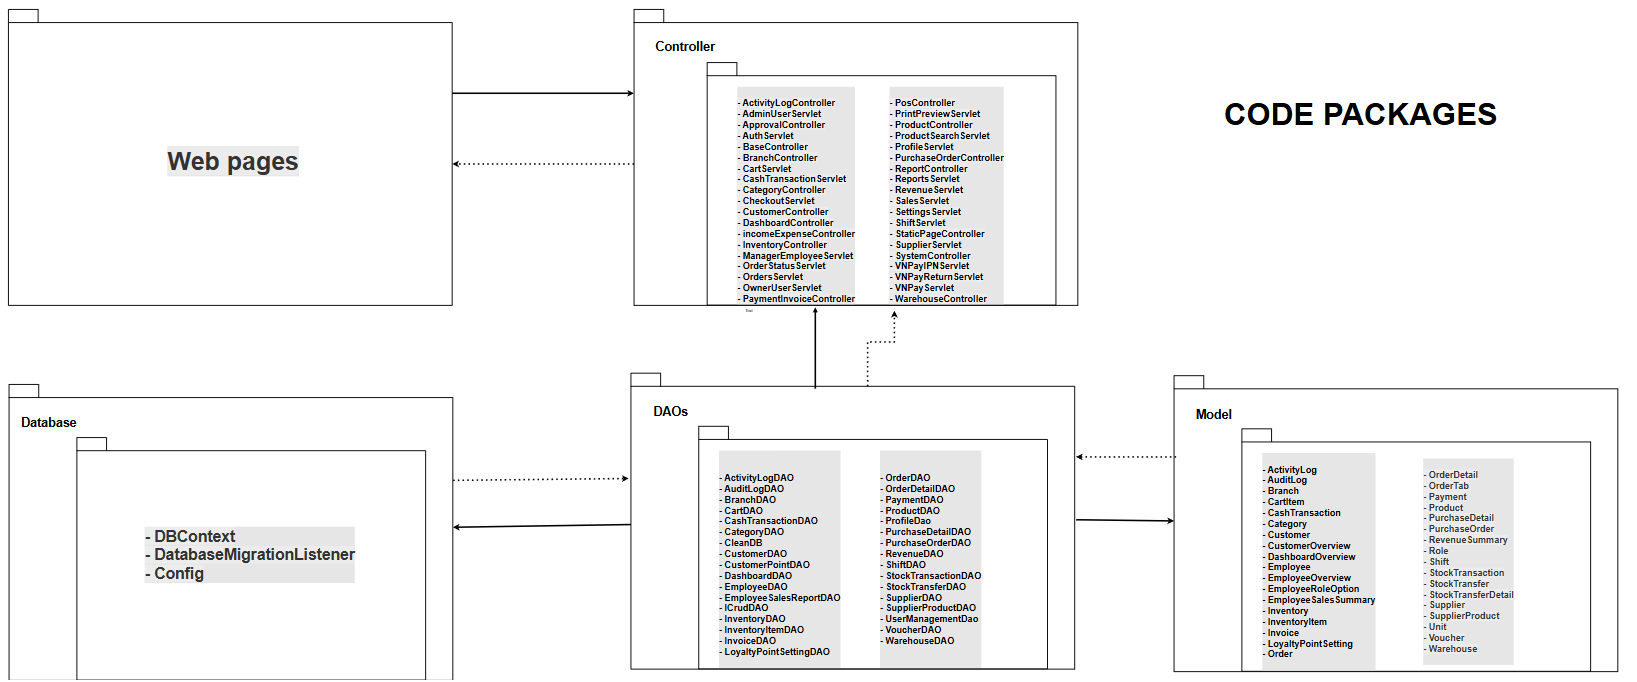 CODE PACKAGES
Web pages
Controller
- ActivityLogController
- AdminUserServlet
- ApprovalController
- AuthServlet
- BaseController
- BranchController
- CartServlet
- CashTransactionServlet
- CategoryController
- CheckoutServlet
- CustomerController
- DashboardController
- incomeExpenseController
- InventoryController
- ManagerEmployeeServlet
- OrderStatusServlet
- OrdersServlet
- OwnerUserServlet
- PaymentInvoiceController
- PosController
- PrintPreviewServlet
- ProductController
- ProductSearchServlet
- ProfileServlet
- PurchaseOrderController
- ReportController
- ReportsServlet
- RevenueServlet
- SalesServlet
- SettingsServlet
- ShiftServlet
- StaticPageController
- SupplierServlet
- SystemController
- VNPayIPNServlet
- VNPayReturnServlet
- VNPayServlet
- WarehouseController
Database
- DBContext
- DatabaseMigrationListener
- Config
DAOs
- ActivityLogDAO
- AuditLogDAO
- BranchDAO
- CartDAO
- CashTransactionDAO
- CategoryDAO
- CleanDB
- CustomerDAO
- CustomerPointDAO
- DashboardDAO
- EmployeeDAO
- EmployeeSalesReportDAO
- ICrudDAO
- InventoryDAO
- InventoryItemDAO
- InvoiceDAO
- LoyaltyPointSettingDAO
- OrderDAO
- OrderDetailDAO
- PaymentDAO
- ProductDAO
- ProfileDao
- PurchaseDetailDAO
- PurchaseOrderDAO
- RevenueDAO
- ShiftDAO
- StockTransactionDAO
- StockTransferDAO
- SupplierDAO
- SupplierProductDAO
- UserManagementDao
- VoucherDAO
- WarehouseDAO
Model
- ActivityLog
- AuditLog
- Branch
- CartItem
- CashTransaction
- Category
- Customer
- CustomerOverview
- DashboardOverview
- Employee
- EmployeeOverview
- EmployeeRoleOption
- EmployeeSalesSummary
- Inventory
- InventoryItem
- Invoice
- LoyaltyPointSetting
- Order
- OrderDetail
- OrderTab
- Payment
- Product
- PurchaseDetail
- PurchaseOrder
- RevenueSummary
- Role
- Shift
- StockTransaction
- StockTransfer
- StockTransferDetail
- Supplier
- SupplierProduct
- Unit
- Voucher
- Warehouse